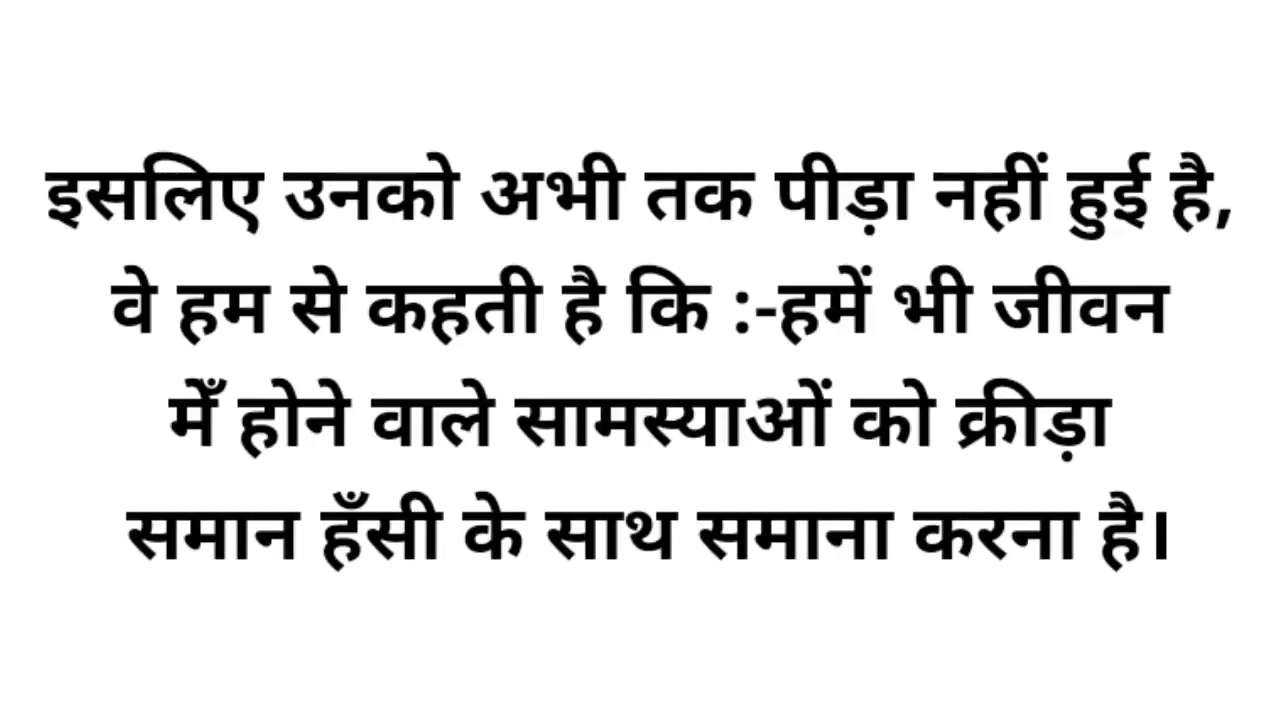 इसलिए उनको अभी तक पीड़ा नहीं हुई है,
वे हम से कहती है कि :-हमें भी जीवन
मेँ होने वाले सामस्याओं को क्रीड़ा
समान हँसी के साथ समाना करना है।